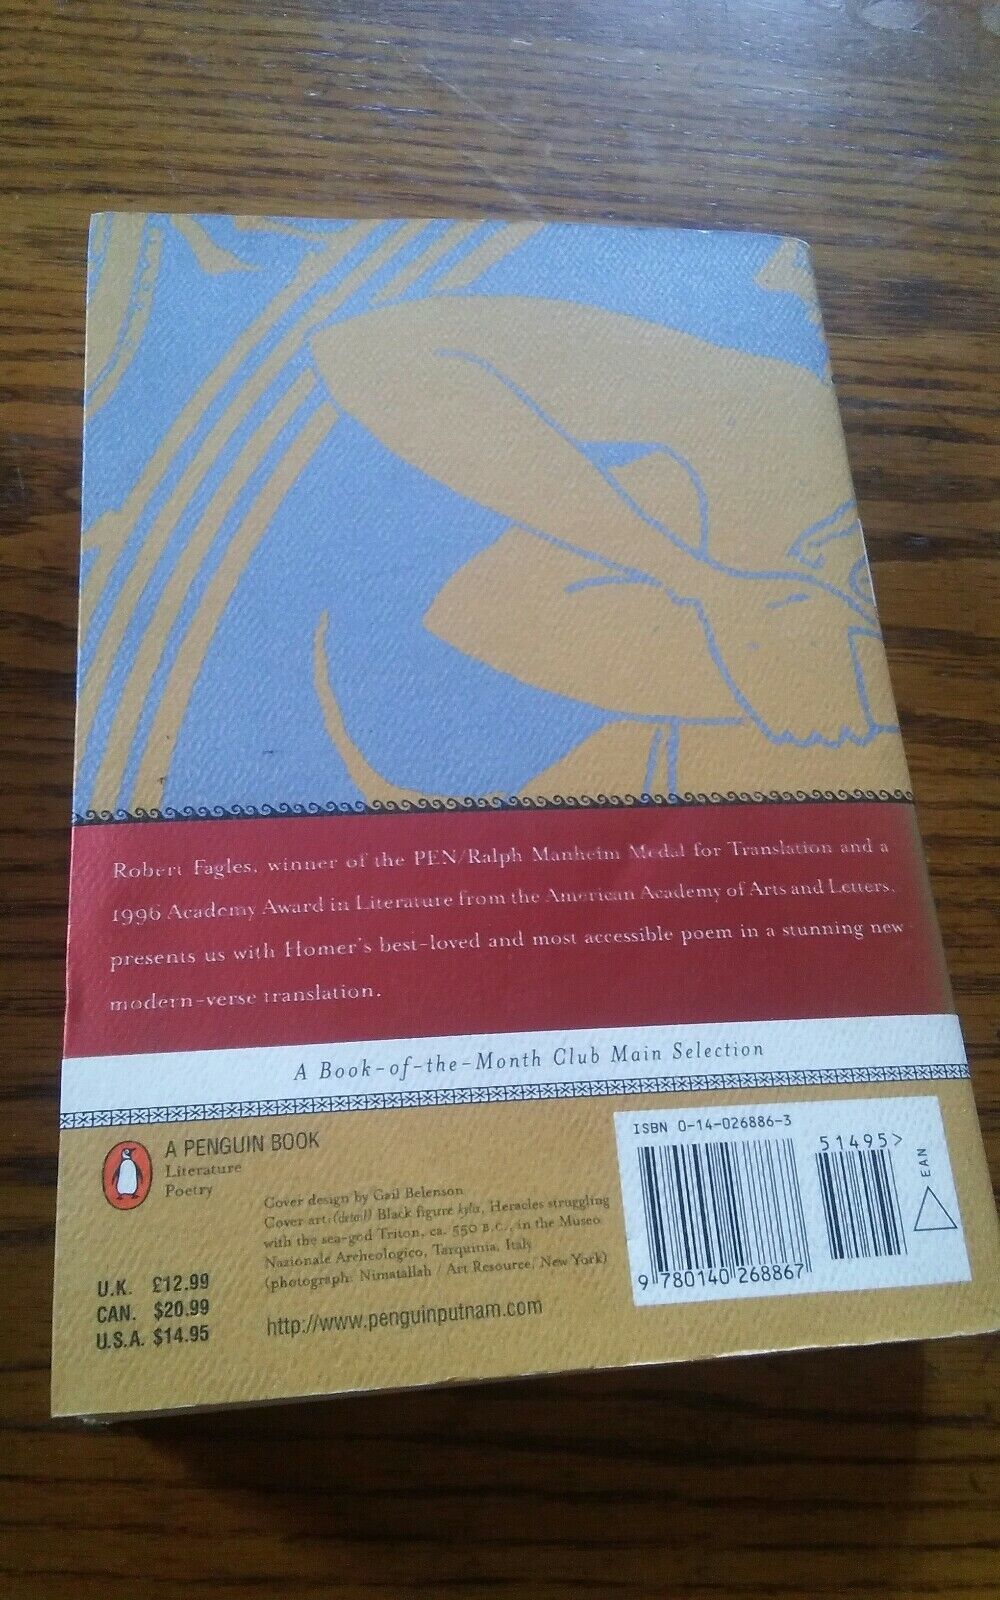 Robert Fagles, winner of the PEN/Ralph Manheim Medal for Translation and a
1996 Academy Award in Literature from the American Academy of Arts and Letters,
presents us with Homer's best-loved and most accessible poem in a stunning new
modern-verse translation.
A Book-of-the-Month Club Main Selection
A PENGUIN BOOK
Literature
Poetry
Cover design by Gail Belenson
Cover art: (detail) Black figure kylix, Heracles struggling
with the sea-god Triton, ca. 550 B.C., in the Museo
Nazionale Archeologico, Tarquinia, Italy
(photograph: Nimatallah / Art Resource, New York)
http://www.penguinputnam.com
U.K. £12.99
CAN. $20.99
U.S.A. $14.95
ISBN 0-14-026886-3
51495>
EAN
9 780140 268867